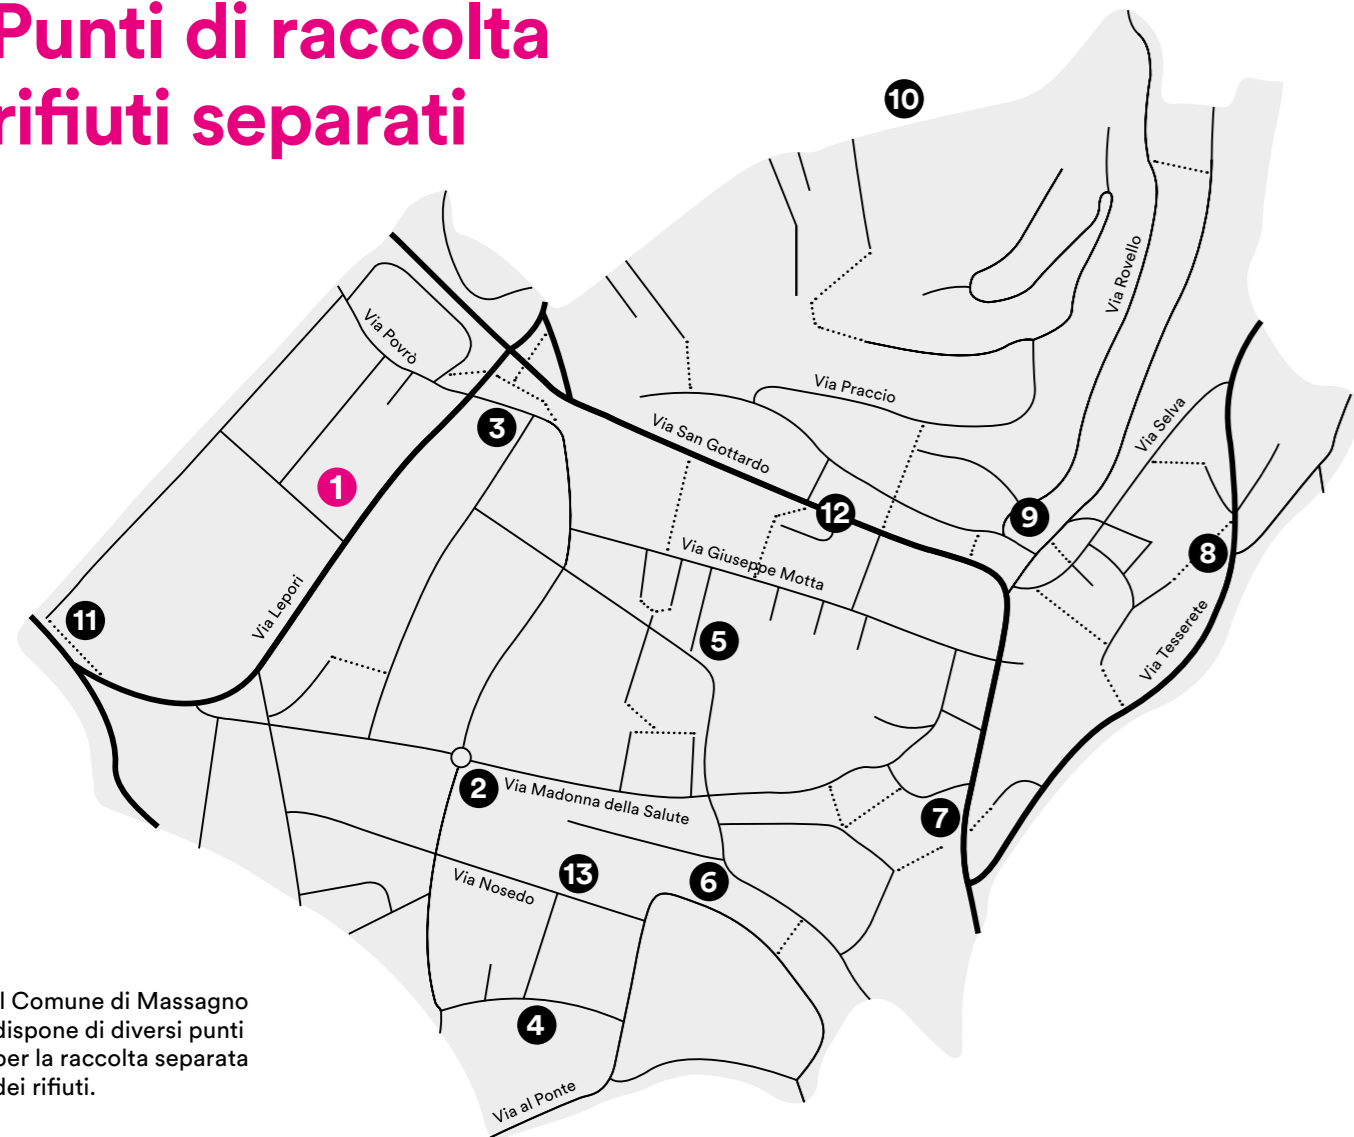 Punti di raccolta
rifiuti separati
10
Via Rovello
Via Povrò
Via Praccio
Via Selva
3
Via San Gottardo
1
12
9
Via Giuseppe Motta
8
Via Lepori
11
5
Via Tesserete
2
Via Madonna della Salute
7
13
6
Via Nosedo
4
Via al Ponte
l Comune di Massagno
dispone di diversi punti
per la raccolta separata
dei rifiuti.